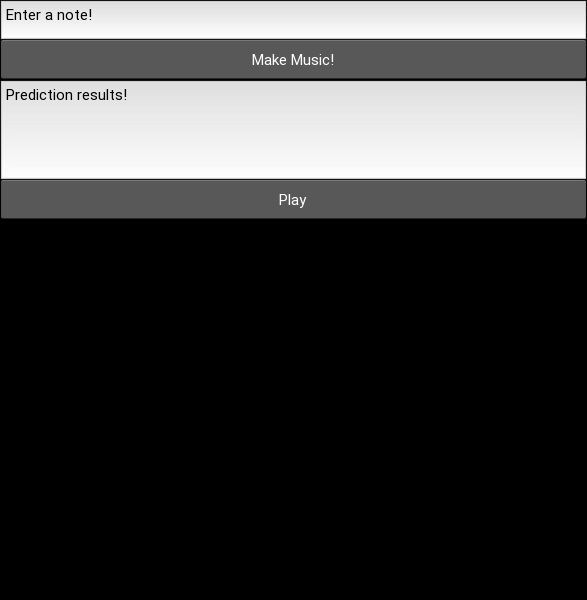 Enter a note!
Make Music!
Prediction results!
Play